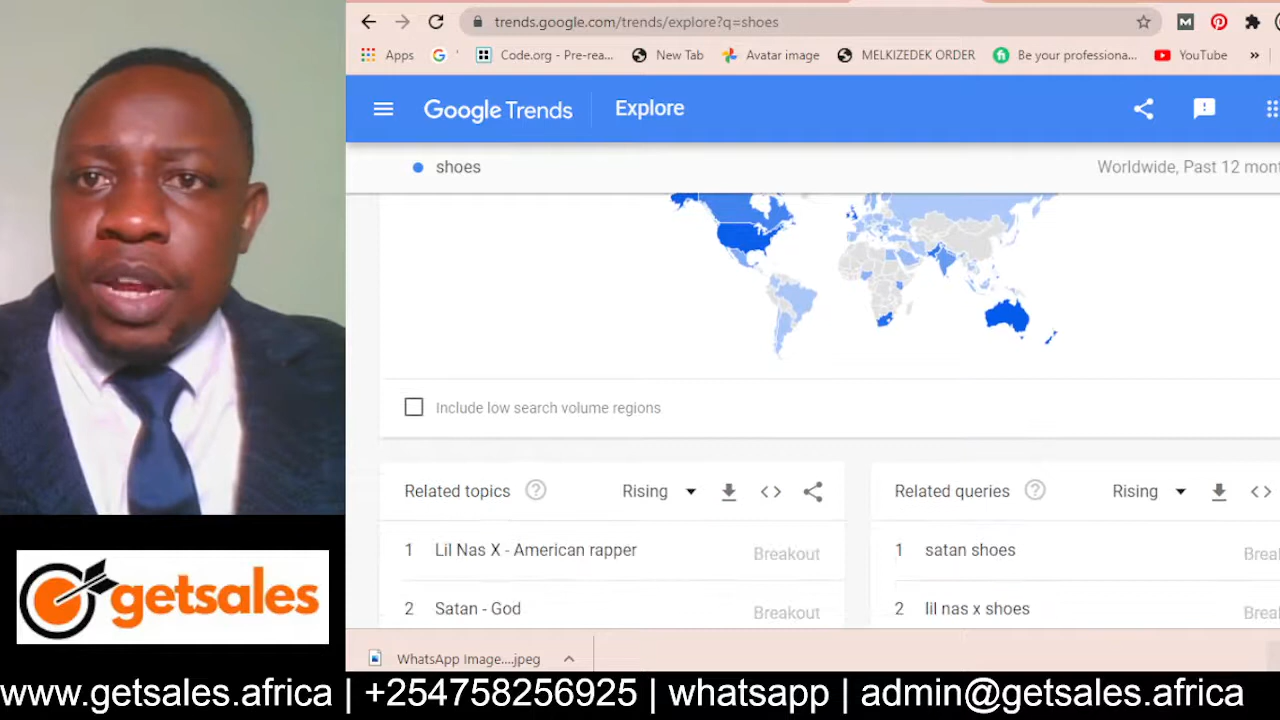 trends.google.com/trends/explore?q=shoes
Apps
Code.org - Pre-rea...
New Tab
Avatar image
MELKIZEDEK ORDER
Be your professiona...
YouTube
»
Google Trends
Explore
shoes
Worldwide, Past 12 mont
Include low search volume regions
Related topics
Rising
Related queries
Rising
1 Lil Nas X - American rapper
Breakout
1 satan shoes
Breal
2 Satan - God
Breakout
2 lil nas x shoes
Breal
getsales
WhatsApp Image....jpeg
www.getsales.africa | +254758256925 | whatsapp | admin@getsales.africa